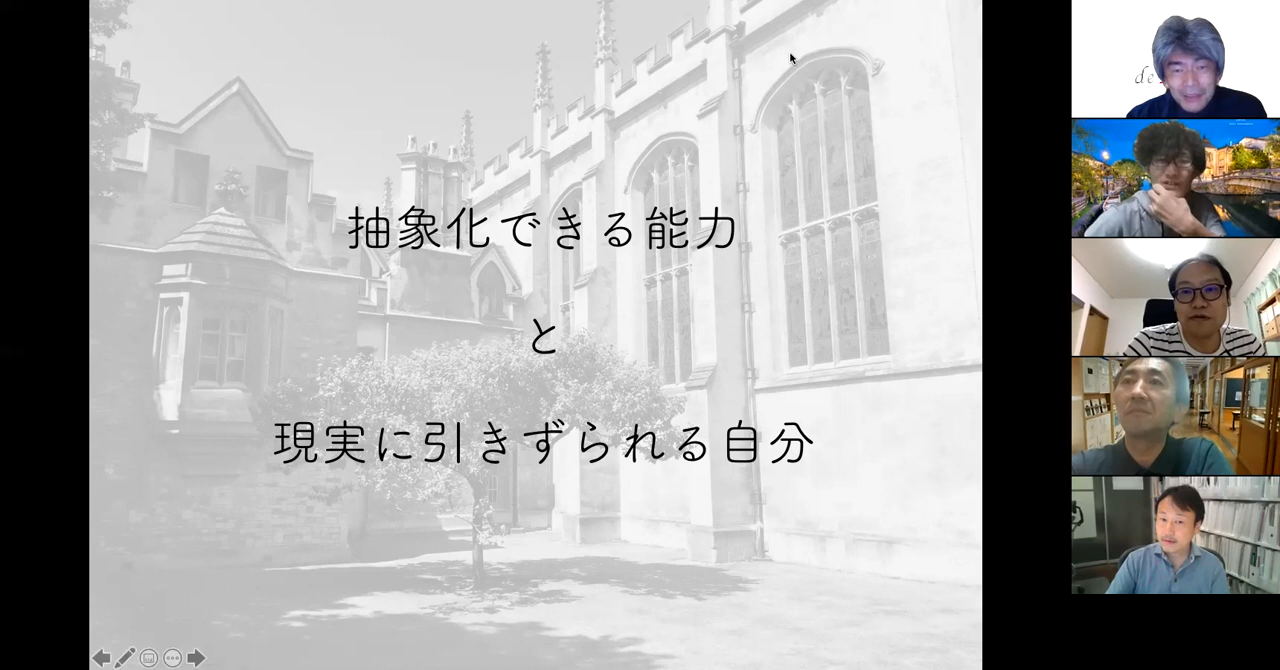 抽象化できる能力
と
現実に引きずられる自分